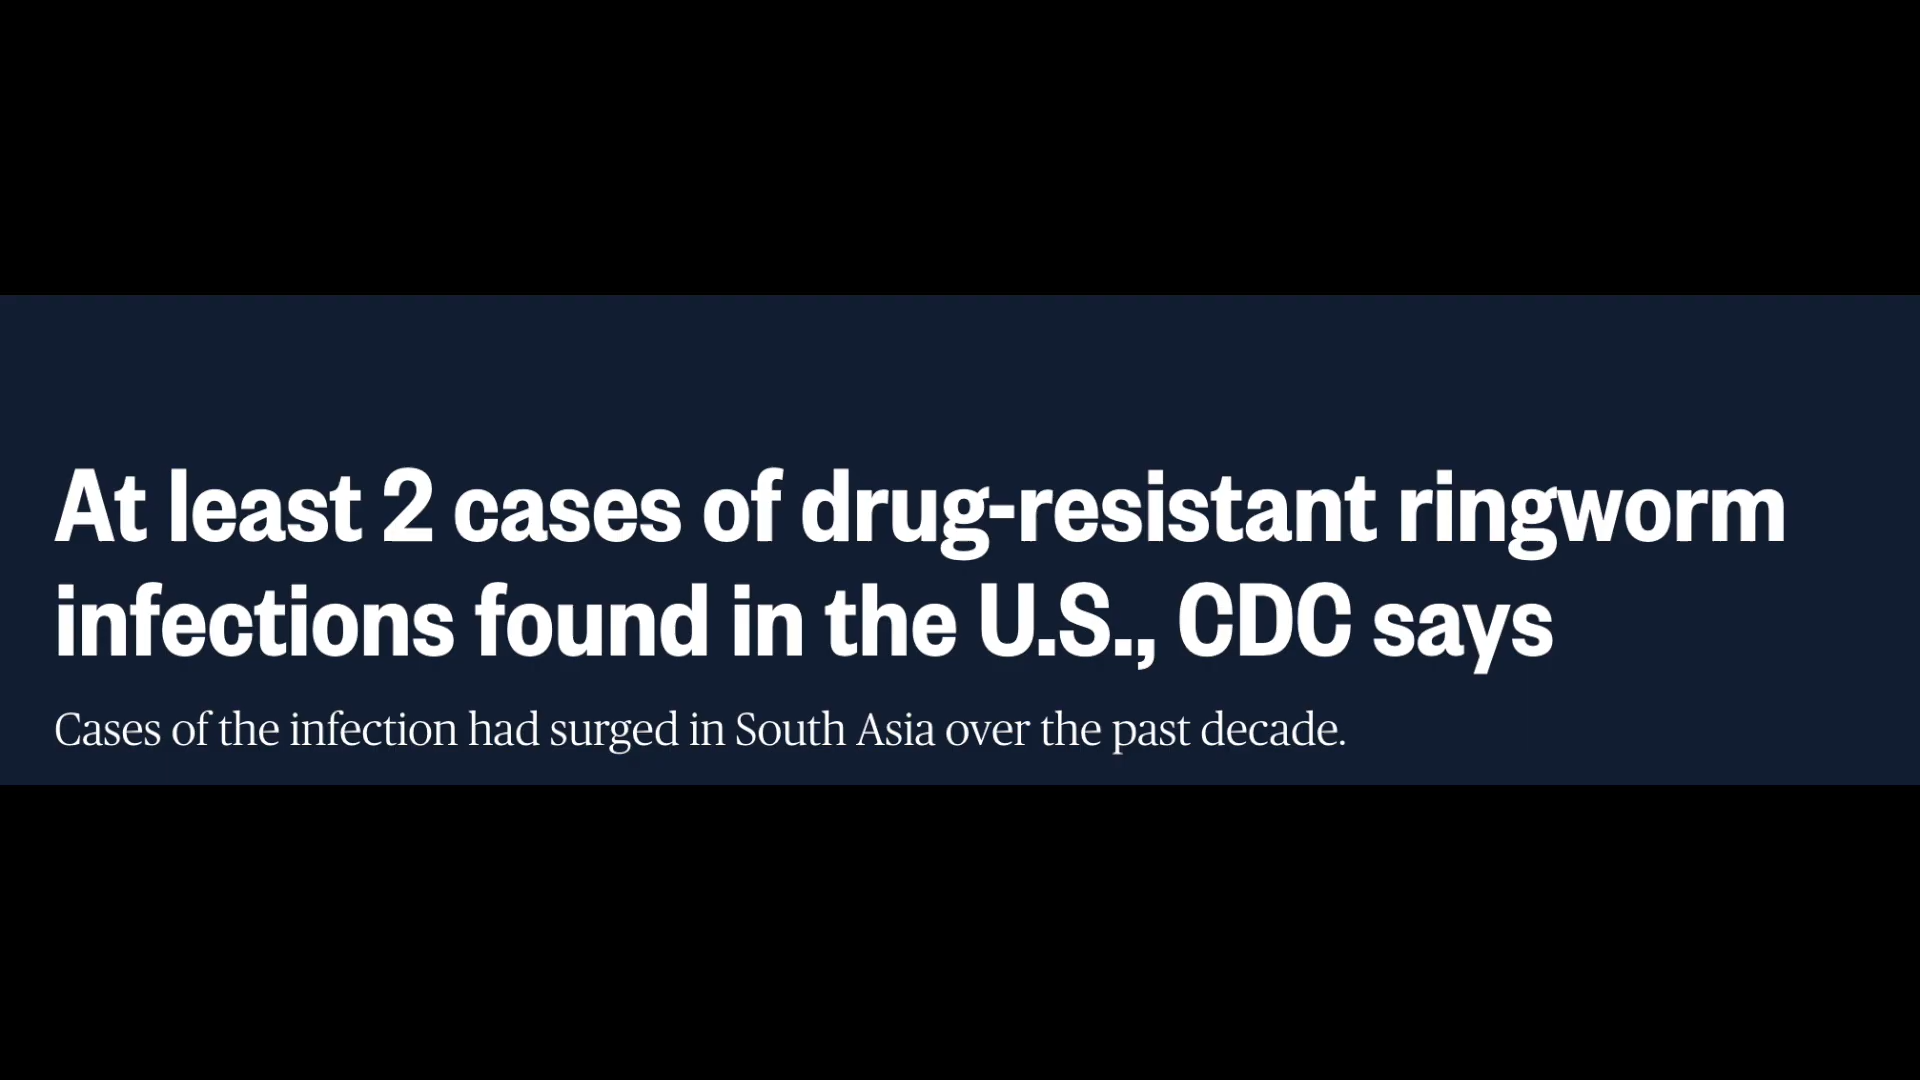 At least 2 cases of drug-resistant ringworm
infections found in the U.S., CDC says
Cases of the infection had surged in South Asia over the past decade.